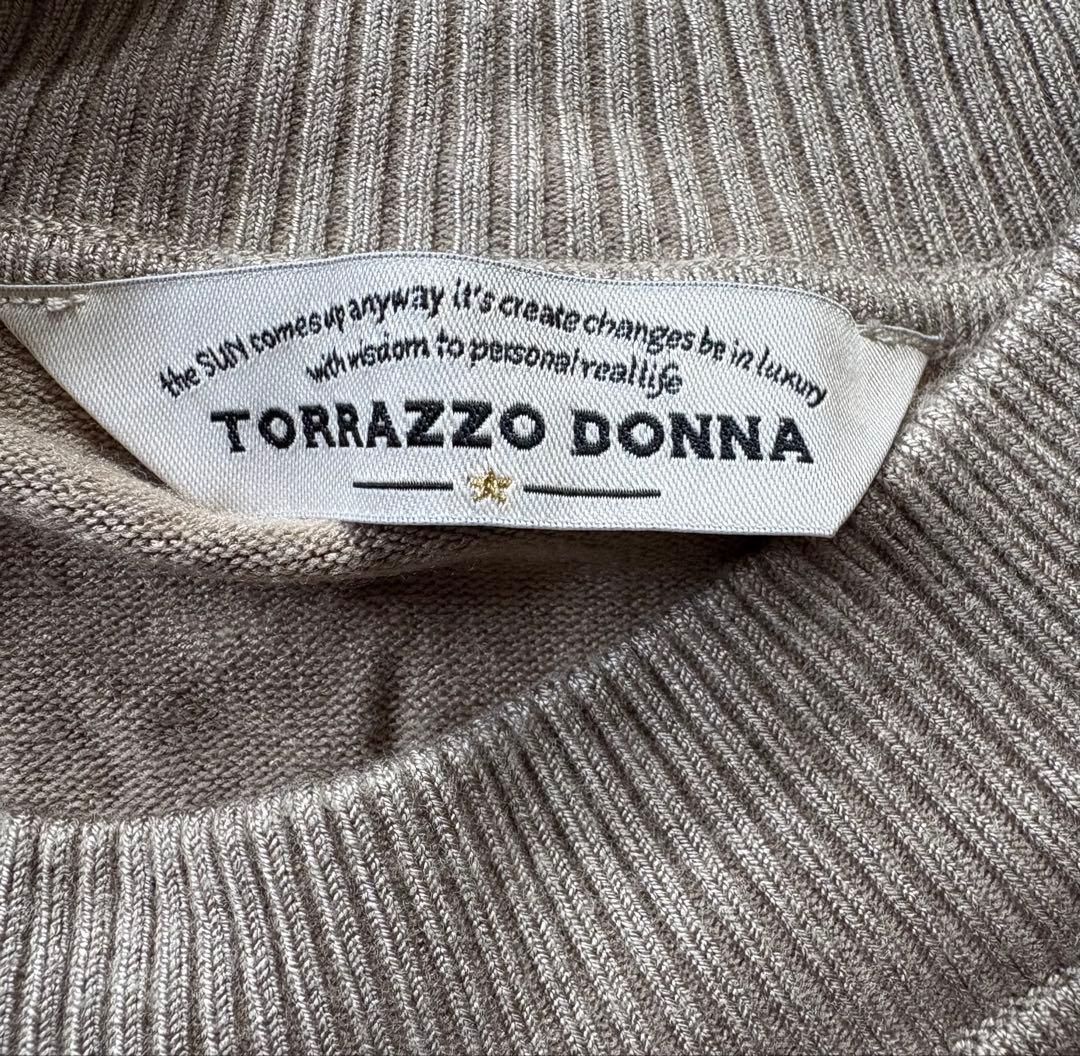 the SUN comes up anyway it's create changes be in luxury
with wisdom to personal real life
TORRAZZO DONNA